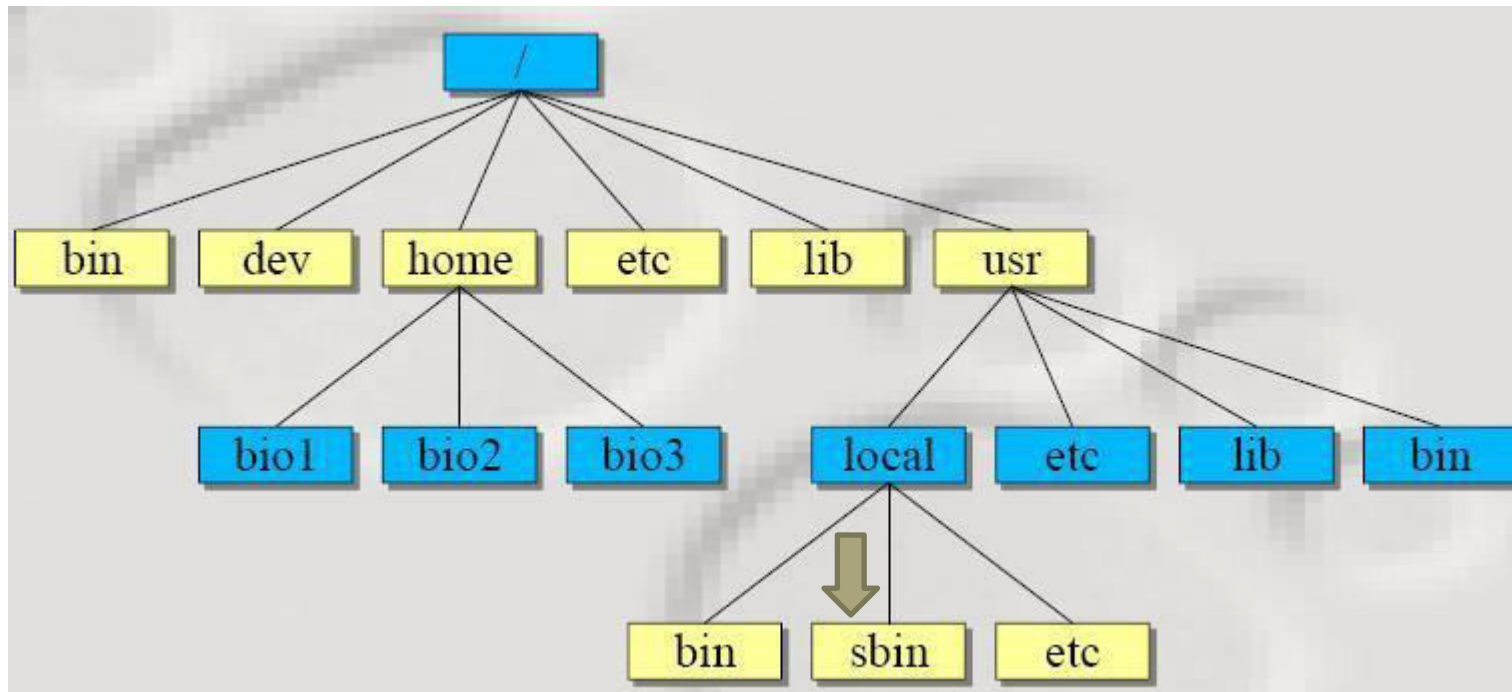 /
bin dev home etc lib usr
bio1 bio2 bio3 local etc lib bin
bin sbin etc